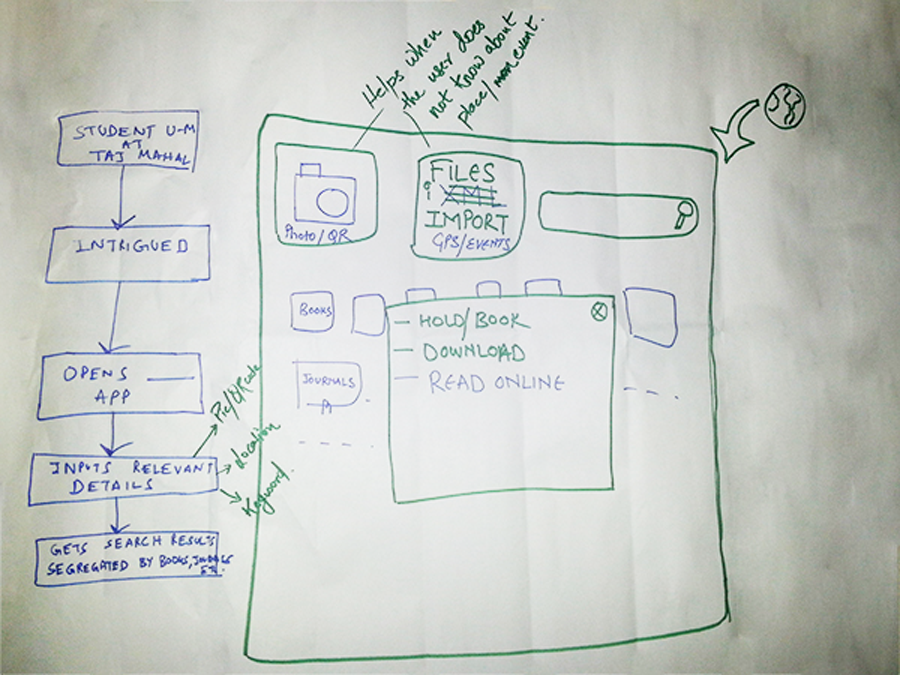 STUDENT U-M
AT
TAJ MAHAL
INTRIGUED
OPENS
APP
INPUTS RELEVANT
DETAILS
Pic/QR code
Location
Keyword
GETS SEARCH RESULTS
SEGREGATED BY BOOKS, JOURNALS
Helps when
the user does
not know about
place/ event.
Photo/QR
FILES
XML
IMPORT
GPS/EVENTS
BOOKS
JOURNALS
— HOLD/BOOK
— DOWNLOAD
— READ ONLINE